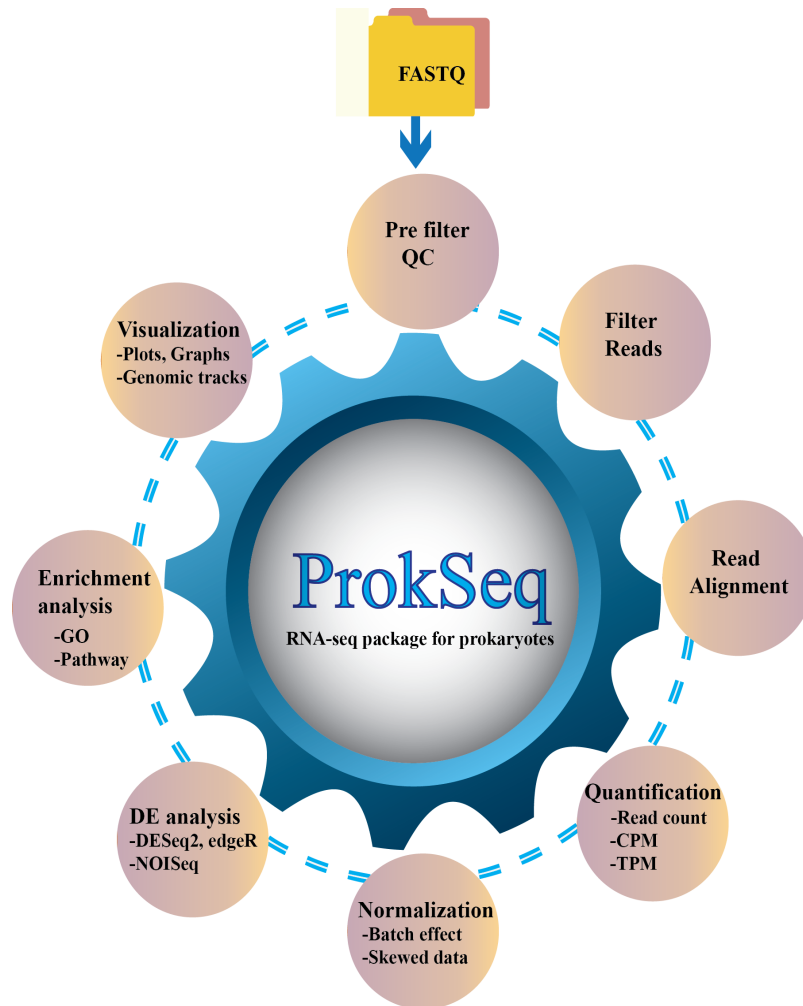 FASTQ
Pre filter
QC
Filter
Reads
Read
Alignment
Quantification
-Read count
-CPM
-TPM
Normalization
-Batch effect
-Skewed data
DE analysis
-DESeq2, edgeR
-NOISeq
Enrichment
analysis
-GO
-Pathway
Visualization
-Plots, Graphs
-Genomic tracks
ProkSeq
RNA-seq package for prokaryotes